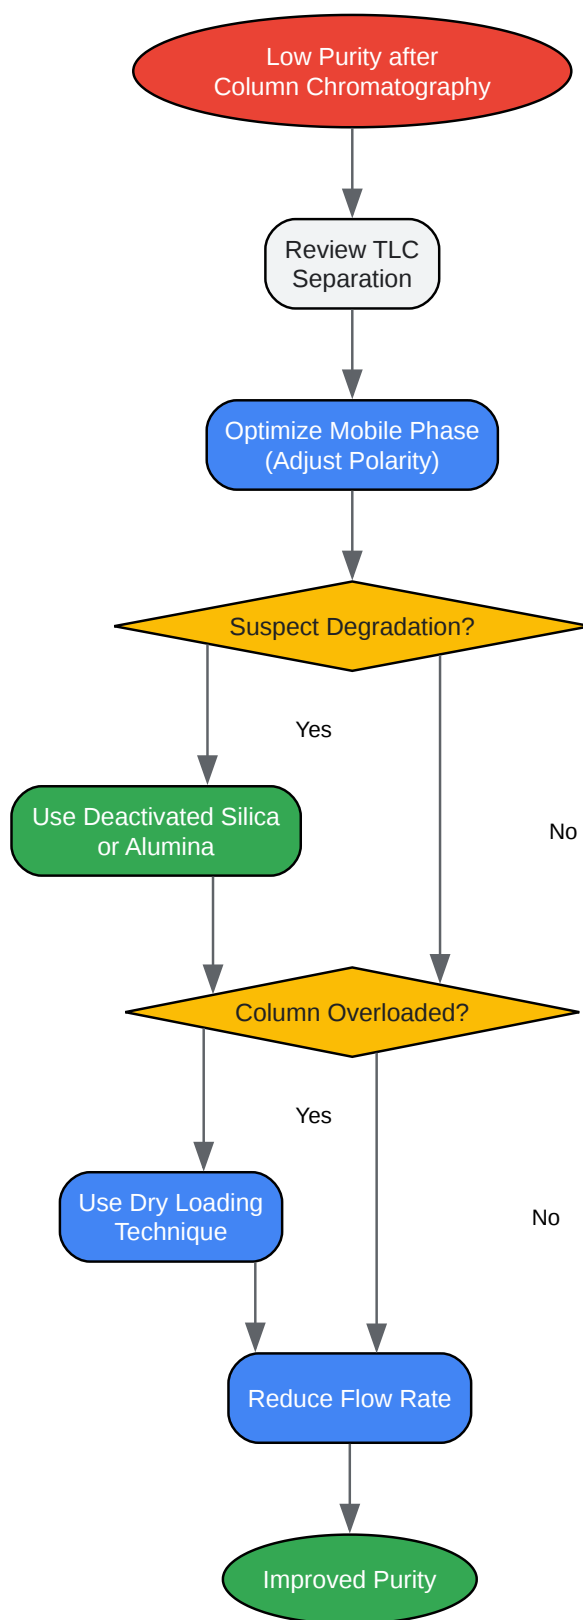 Low Purity after
Column Chromatography
Review TLC
Separation
Optimize Mobile Phase
(Adjust Polarity)
Suspect Degradation?
Yes
Use Deactivated Silica
or Alumina
No
Column Overloaded?
Yes
Use Dry Loading
Technique
No
Reduce Flow Rate
Improved Purity